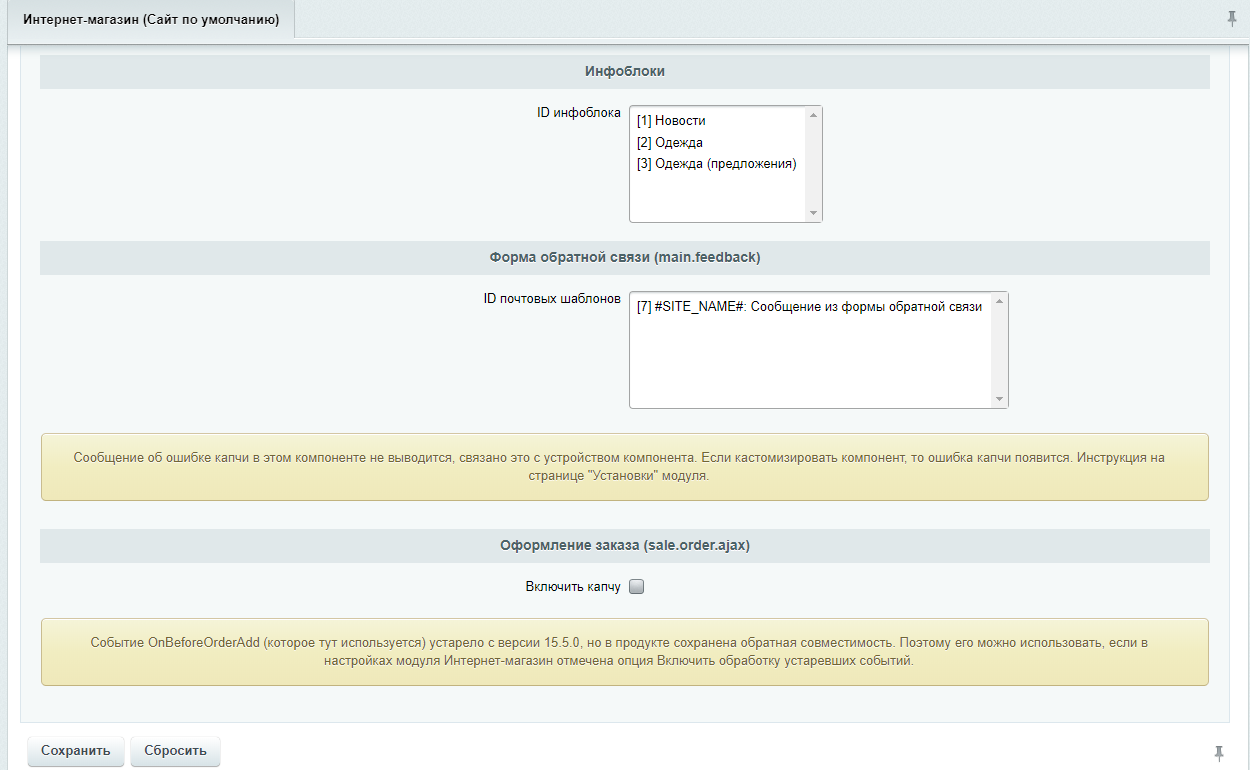 Интернет-магазин (Сайт по умолчанию)
Инфоблоки
ID инфоблока
[1] Новости
[2] Одежда
[3] Одежда (предложения)
Форма обратной связи (main.feedback)
ID почтовых шаблонов
[7] #SITE_NAME#: Сообщение из формы обратной связи
Сообщение об ошибке капчи в этом компоненте не выводится, связано это с устройством компонента. Если кастомизировать компонент, то ошибка капчи появится. Инструкция на
странице "Установки" модуля.
Оформление заказа (sale.order.ajax)
Включить капчу
Событие OnBeforeOrderAdd (которое тут используется) устарело с версии 15.5.0, но в продукте сохранена обратная совместимость. Поэтому его можно использовать, если в
настройках модуля Интернет-магазин отмечена опция Включить обработку устаревших событий.
Сохранить
Сбросить